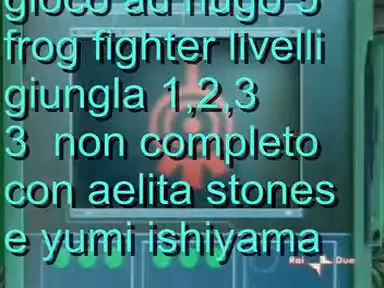 gioco ad hugo 5
frog fighter livelli
giungla 1,2,3
3 non completo
con aelita stones
e yumi ishiyama
Rai Due